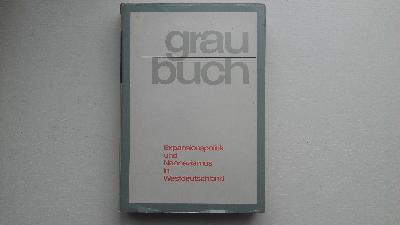 grau
buch
Expansionspolitik
und
Neonazismus
in
Westdeutschland